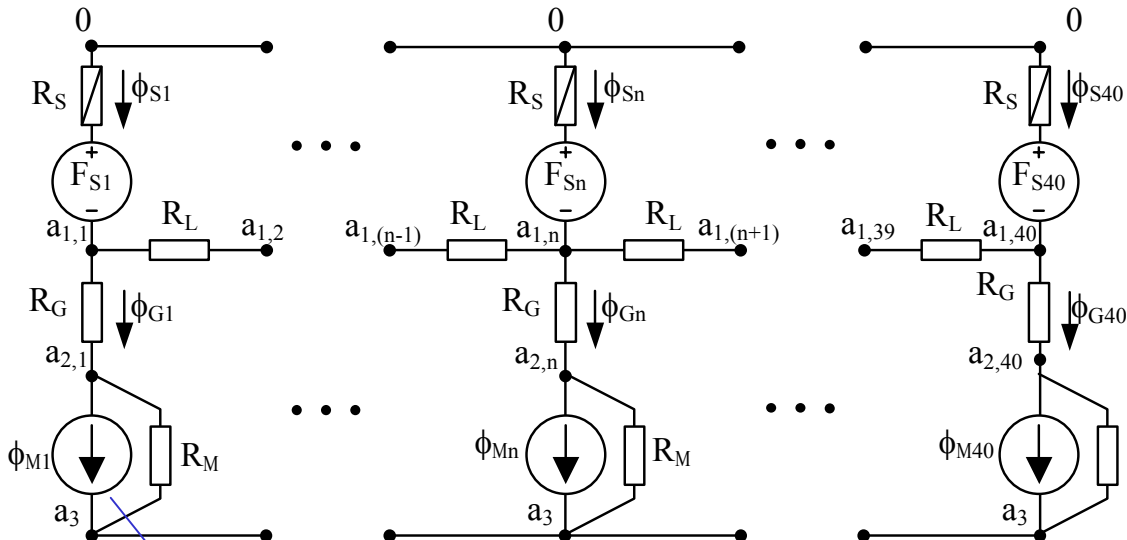 0 0 0
R_S ϕ_S1 R_S ϕ_Sn R_S ϕ_S40
+ + +
F_S1 F_Sn F_S40
− − −
a_1,1 R_L a_1,2 a_1,(n-1) R_L a_1,n R_L a_1,(n+1) a_1,39 R_L a_1,40
R_G ϕ_G1 R_G ϕ_Gn R_G ϕ_G40
a_2,1 a_2,n a_2,40
ϕ_M1 R_M ϕ_Mn R_M ϕ_M40
a_3 a_3 a_3